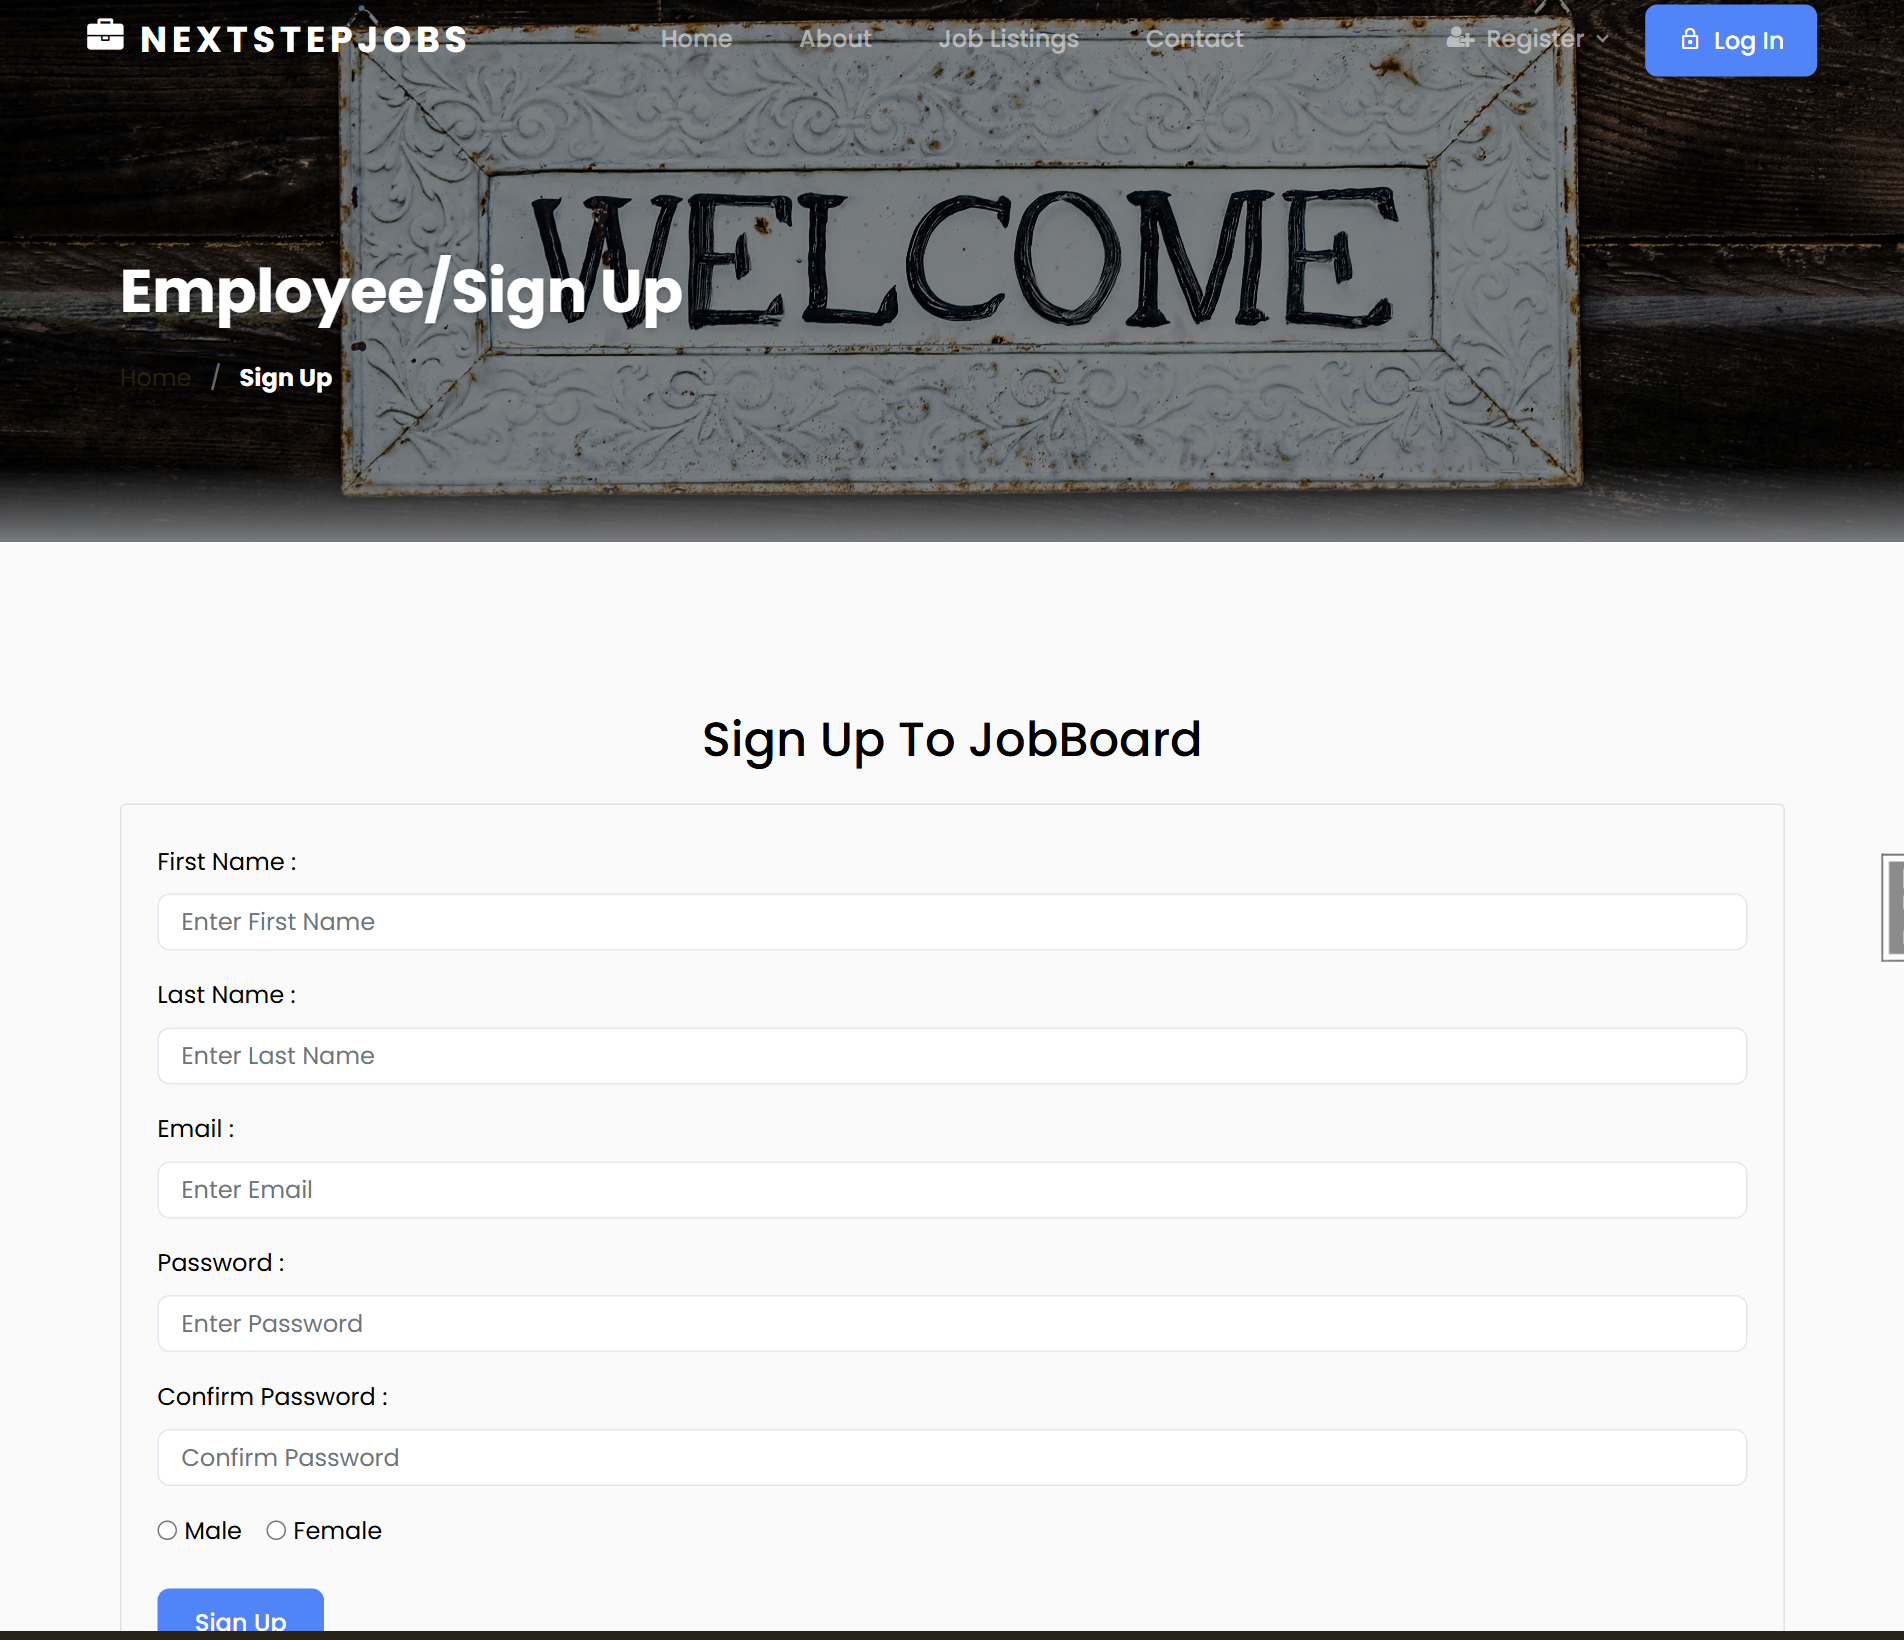 NEXTSTEPJOBS
Home About Job Listings Contact Register Log In
WELCOME
Employee/Sign Up
Home / Sign Up
Sign Up To JobBoard
First Name :
Enter First Name
Last Name :
Enter Last Name
Email :
Enter Email
Password :
Enter Password
Confirm Password :
Confirm Password
Male Female
Sign Up